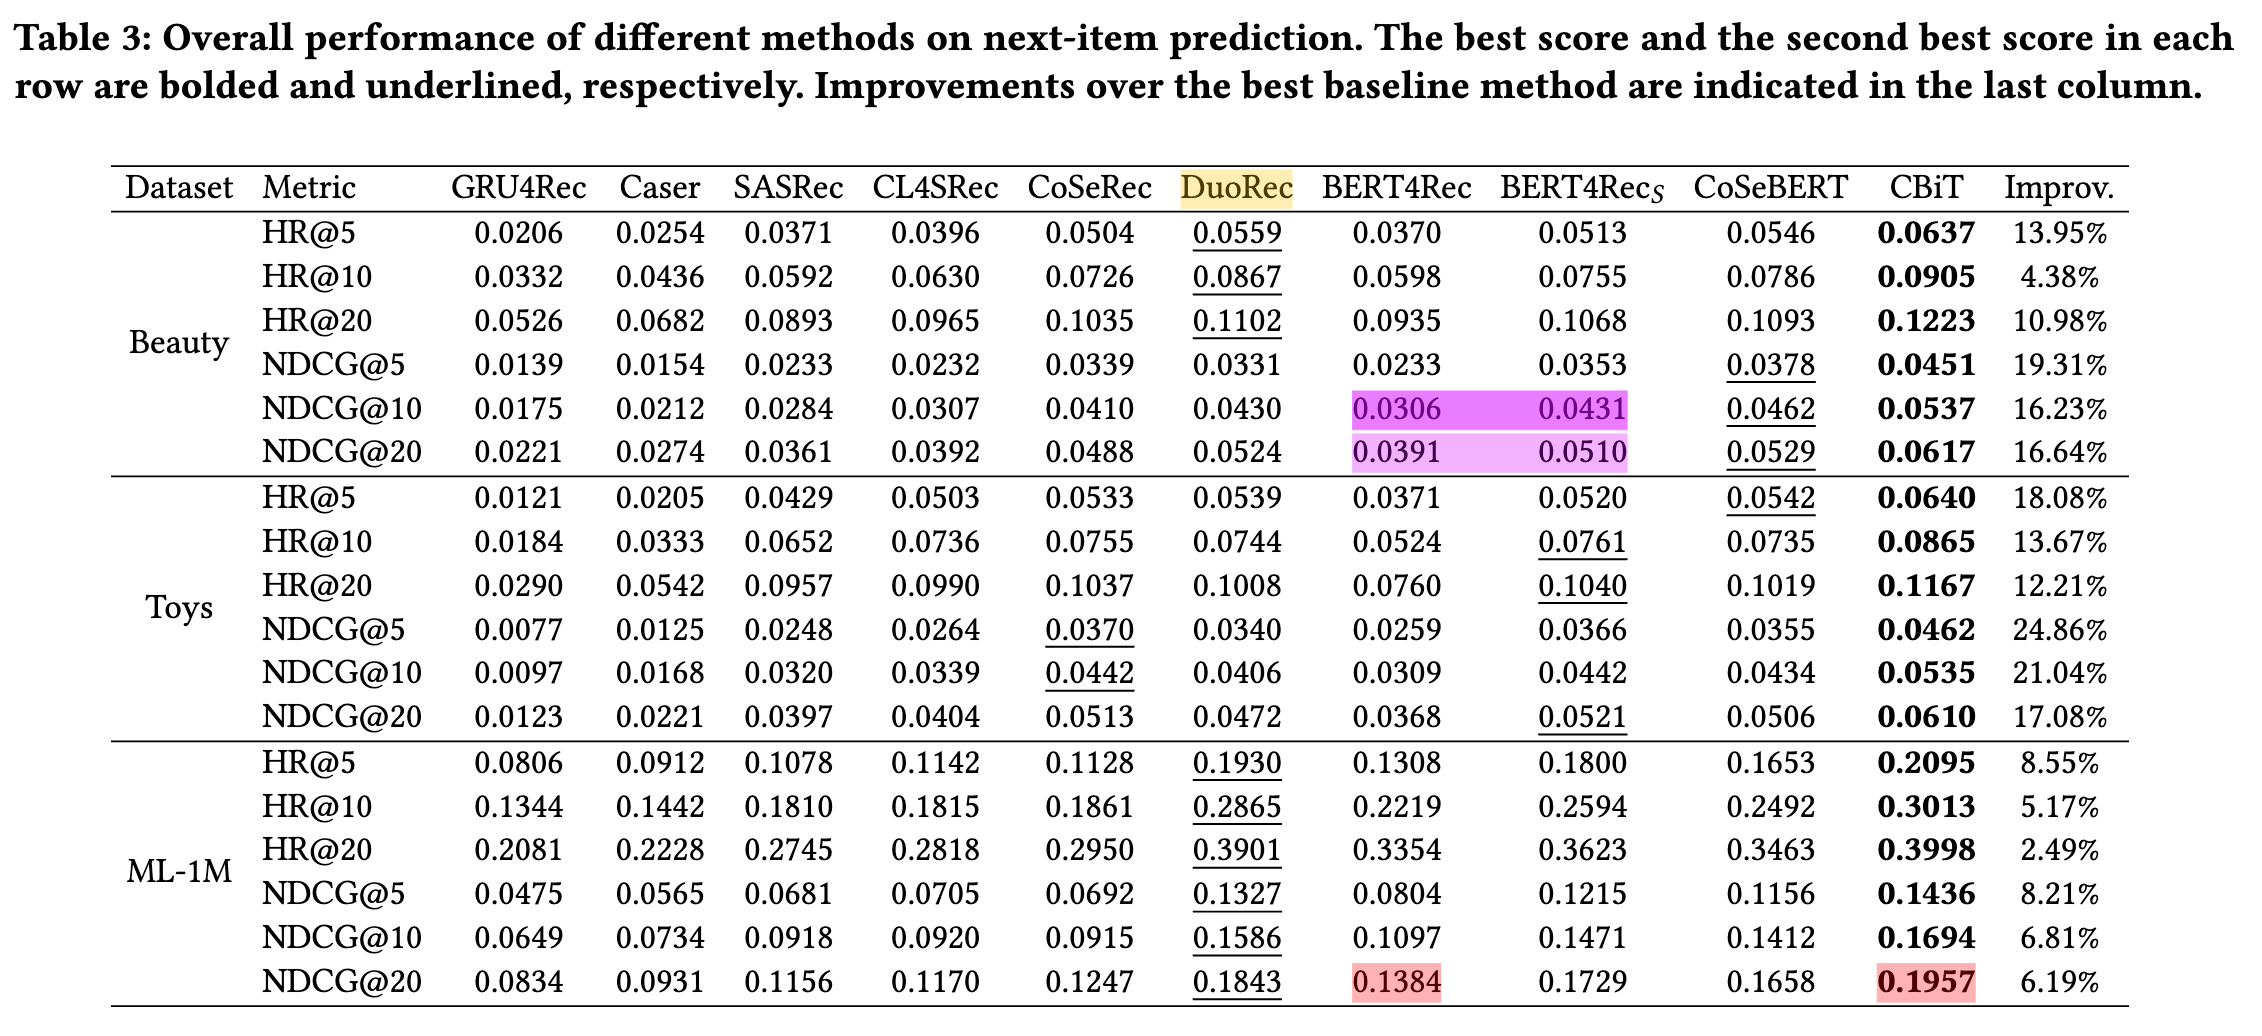 Table 3: Overall performance of different methods on next-item prediction. The best score and the second best score in each
row are bolded and underlined, respectively. Improvements over the best baseline method are indicated in the last column.
Dataset Metric GRU4Rec Caser SASRec CL4SRec CoSeRec DuoRec BERT4Rec BERT4RecS CoSeBERT CBiT Improv.
HR@5 0.0206 0.0254 0.0371 0.0396 0.0504 0.0559 0.0370 0.0513 0.0546 0.0637 13.95%
HR@10 0.0332 0.0436 0.0592 0.0630 0.0726 0.0867 0.0598 0.0755 0.0786 0.0905 4.38%
HR@20 0.0526 0.0682 0.0893 0.0965 0.1035 0.1102 0.0935 0.1068 0.1093 0.1223 10.98%
Beauty
NDCG@5 0.0139 0.0154 0.0233 0.0232 0.0339 0.0331 0.0233 0.0353 0.0378 0.0451 19.31%
NDCG@10 0.0175 0.0212 0.0284 0.0307 0.0410 0.0430 0.0306 0.0431 0.0462 0.0537 16.23%
NDCG@20 0.0221 0.0274 0.0361 0.0392 0.0488 0.0524 0.0391 0.0510 0.0529 0.0617 16.64%
HR@5 0.0121 0.0205 0.0429 0.0503 0.0533 0.0539 0.0371 0.0520 0.0542 0.0640 18.08%
HR@10 0.0184 0.0333 0.0652 0.0736 0.0755 0.0744 0.0524 0.0761 0.0735 0.0865 13.67%
HR@20 0.0290 0.0542 0.0957 0.0990 0.1037 0.1008 0.0760 0.1040 0.1019 0.1167 12.21%
Toys
NDCG@5 0.0077 0.0125 0.0248 0.0264 0.0370 0.0340 0.0259 0.0366 0.0355 0.0462 24.86%
NDCG@10 0.0097 0.0168 0.0320 0.0339 0.0442 0.0406 0.0309 0.0442 0.0434 0.0535 21.04%
NDCG@20 0.0123 0.0221 0.0397 0.0404 0.0513 0.0472 0.0368 0.0521 0.0506 0.0610 17.08%
HR@5 0.0806 0.0912 0.1078 0.1142 0.1128 0.1930 0.1308 0.1800 0.1653 0.2095 8.55%
HR@10 0.1344 0.1442 0.1810 0.1815 0.1861 0.2865 0.2219 0.2594 0.2492 0.3013 5.17%
HR@20 0.2081 0.2228 0.2745 0.2818 0.2950 0.3901 0.3354 0.3623 0.3463 0.3998 2.49%
ML-1M
NDCG@5 0.0475 0.0565 0.0681 0.0705 0.0692 0.1327 0.0804 0.1215 0.1156 0.1436 8.21%
NDCG@10 0.0649 0.0734 0.0918 0.0920 0.0915 0.1586 0.1097 0.1471 0.1412 0.1694 6.81%
NDCG@20 0.0834 0.0931 0.1156 0.1170 0.1247 0.1843 0.1384 0.1729 0.1658 0.1957 6.19%